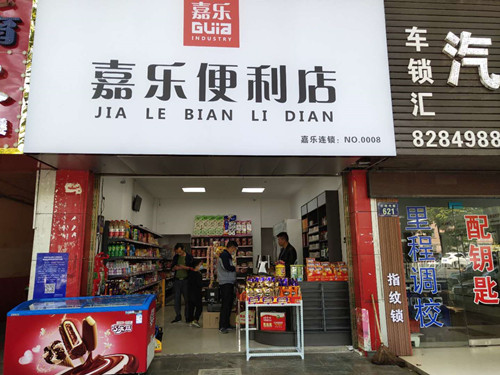 嘉乐
GUia
INDUSTRY
嘉乐便利店
JIA LE BIAN LI DIAN
嘉乐连锁：NO.0008
汽
车锁汇
8284988
521
里程调校
配钥匙
指纹锁